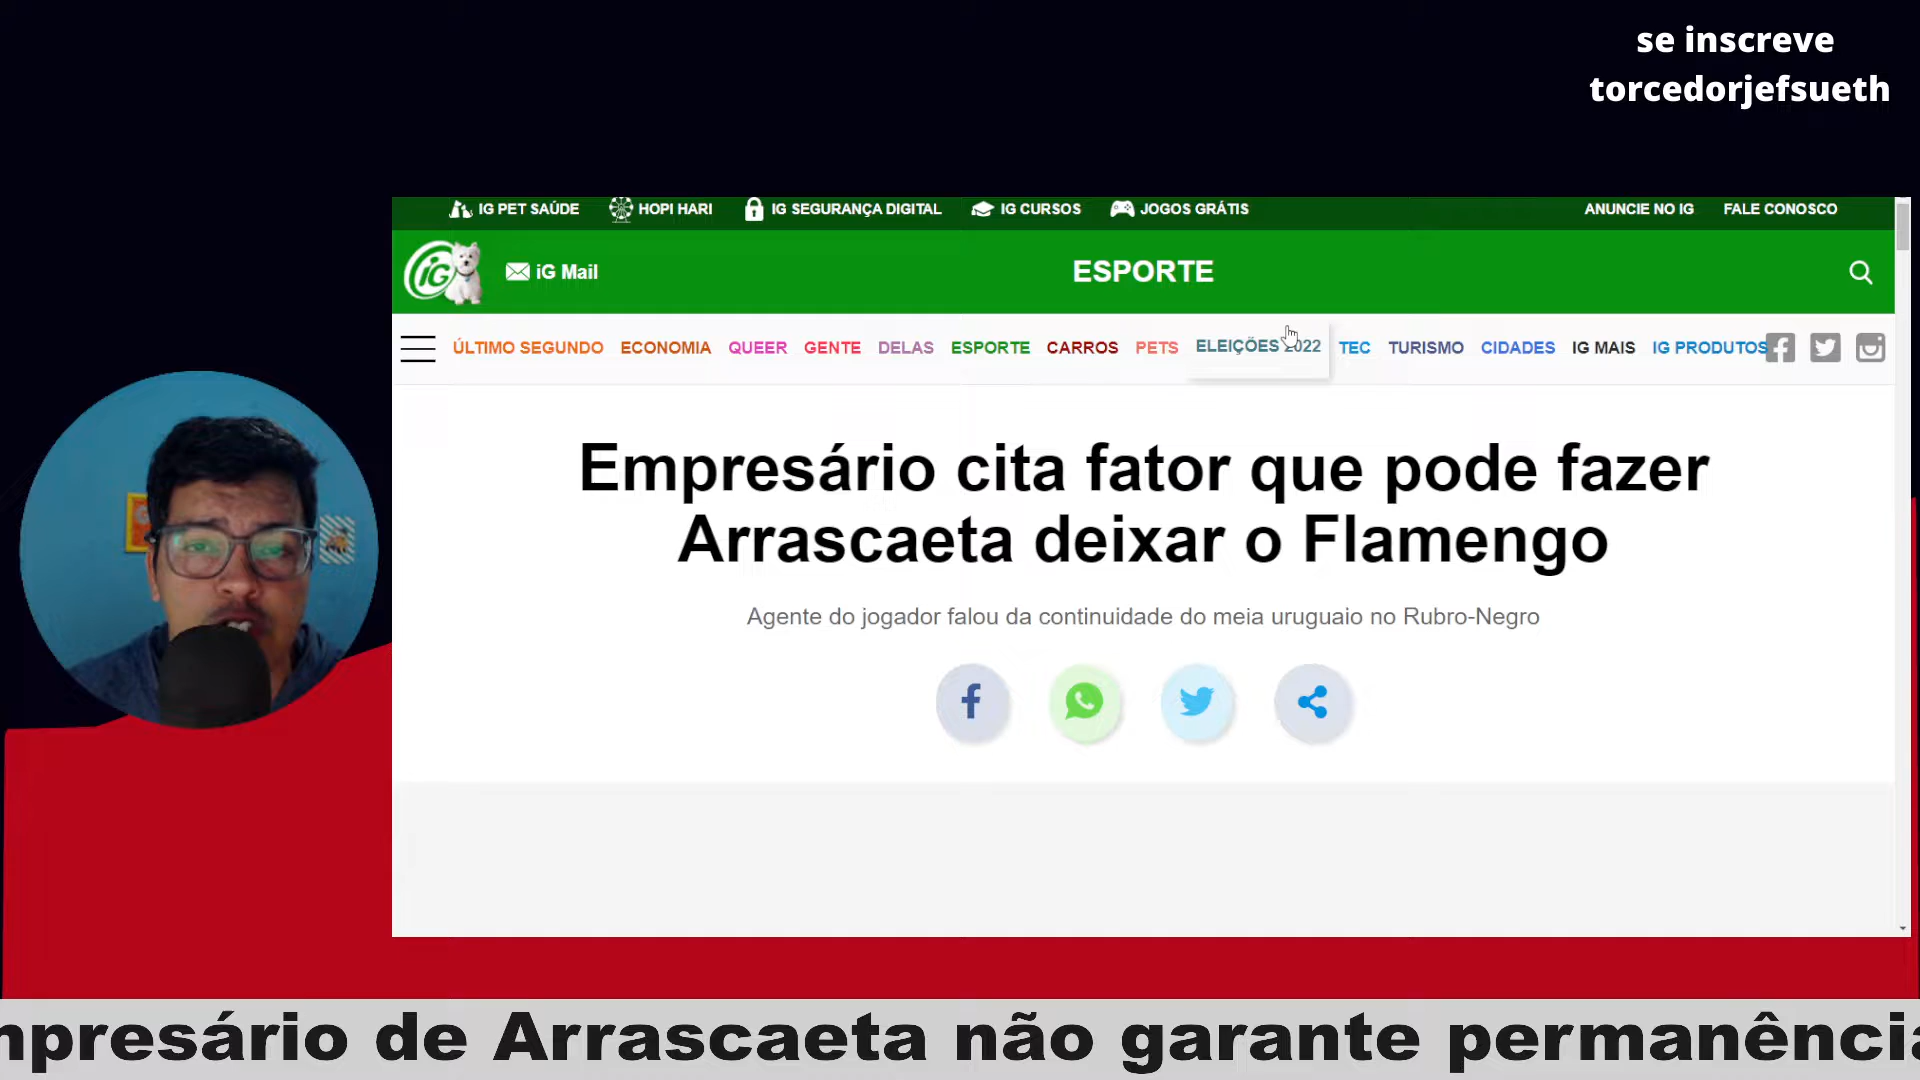 se inscreve
torcedorjefsueth
IG PET SAÚDE HOPI HARI IG SEGURANÇA DIGITAL IG CURSOS JOGOS GRÁTIS ANUNCIE NO IG FALE CONOSCO
iG iG Mail ESPORTE
ÚLTIMO SEGUNDO ECONOMIA QUEER GENTE DELAS ESPORTE CARROS PETS ELEIÇÕES 2022 TEC TURISMO CIDADES IG MAIS IG PRODUTOS
Empresário cita fator que pode fazer
Arrascaeta deixar o Flamengo
Agente do jogador falou da continuidade do meia uruguaio no Rubro-Negro
mpresário de Arrascaeta não garante permanência